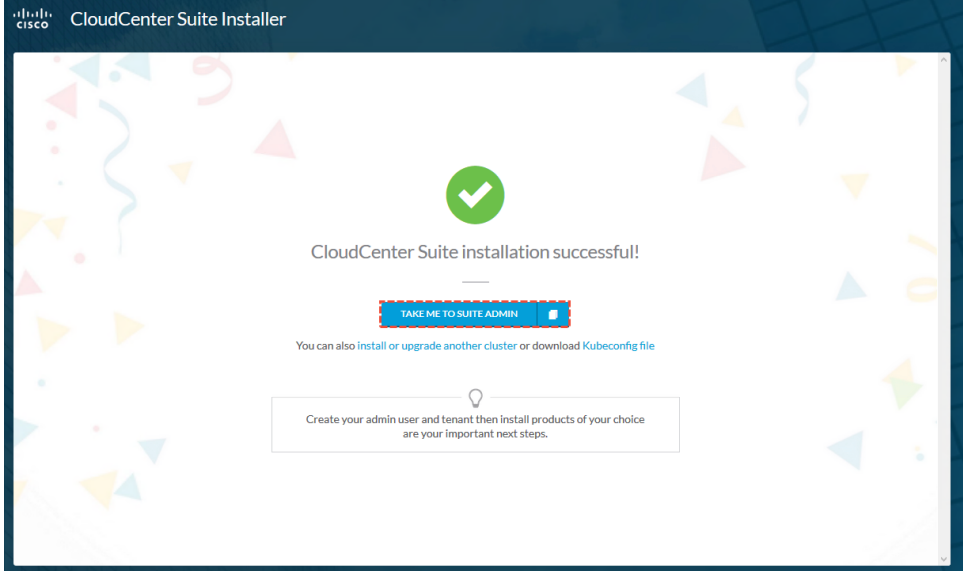 cisco
CloudCenter Suite Installer
CloudCenter Suite installation successful!
TAKE ME TO SUITE ADMIN
You can also install or upgrade another cluster or download Kubeconfig file
Create your admin user and tenant then install products of your choice
are your important next steps.